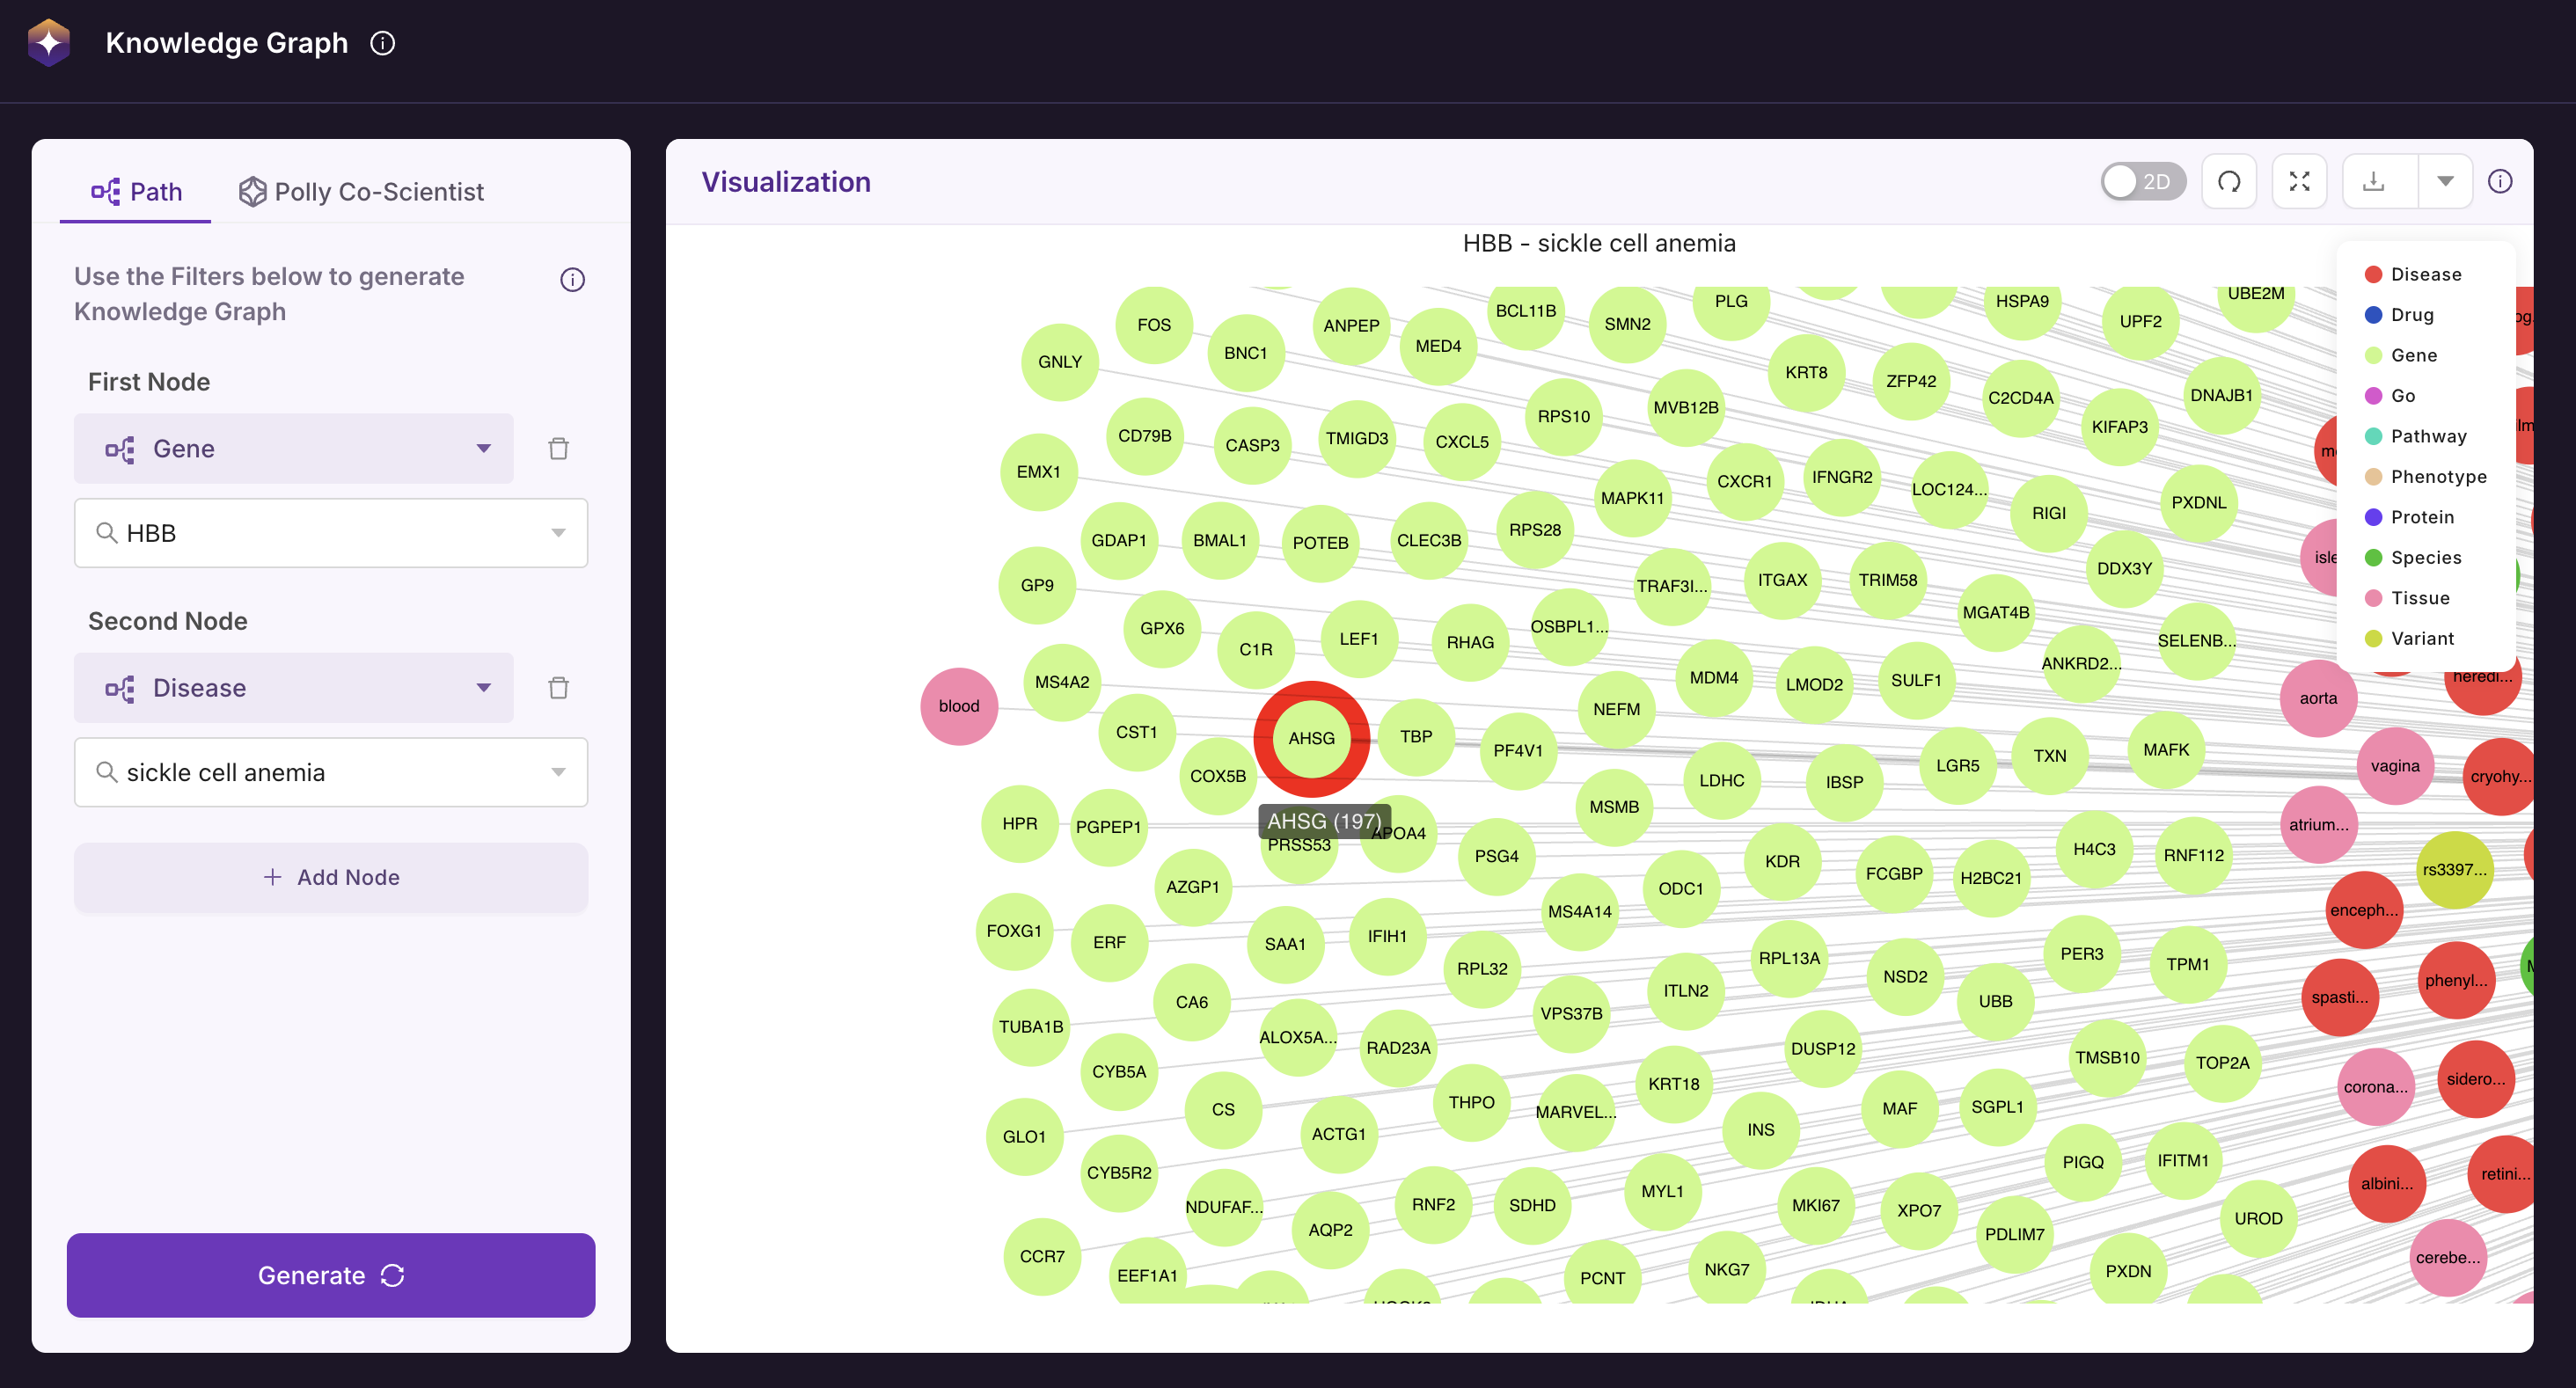 Knowledge Graph
Path
Polly Co-Scientist
Use the Filters below to generate
Knowledge Graph
First Node
Gene
HBB
Second Node
Disease
sickle cell anemia
Add Node
Generate
Visualization
2D
HBB - sickle cell anemia
Disease
Drug
Gene
Go
Pathway
Phenotype
Protein
Species
Tissue
Variant
FOS
GNLY
BNC1
ANPEP
MED4
BCL11B
SMN2
PLG
HSPA9
UPF2
UBE2M
KRT8
ZFP42
C2CD4A
DNAJB1
KIFAP3
MVB12B
RPS10
CD79B
CASP3
TMIGD3
CXCL5
EMX1
MAPK11
CXCR1
IFNGR2
LOC124...
RIGI
PXDNL
GDAP1
BMAL1
POTEB
CLEC3B
RPS28
GP9
TRAF3I...
ITGAX
TRIM58
MGAT4B
DDX3Y
GPX6
C1R
LEF1
RHAG
OSBPL1...
SELENB...
ANKRD2...
MS4A2
blood
MDM4
LMOD2
SULF1
aorta
heredi...
CST1
AHSG
TBP
PF4V1
NEFM
COX5B
LDHC
IBSP
LGR5
TXN
MAFK
vagina
cryohy...
AHSG (197)
HPR
PGPEP1
PRSS53
APOA4
MSMB
atrium...
PSG4
KDR
FCGBP
H2BC21
H4C3
RNF112
rs3397...
AZGP1
ODC1
MS4A14
enceph...
FOXG1
ERF
SAA1
IFIH1
RPL32
RPL13A
NSD2
PER3
TPM1
phenyl...
CA6
ITLN2
UBB
spasti...
TUBA1B
ALOX5A...
RAD23A
VPS37B
DUSP12
TMSB10
TOP2A
CYB5A
KRT18
corona...
sidero...
CS
THPO
MARVEL...
INS
MAF
SGPL1
GLO1
ACTG1
CYB5R2
PIGQ
IFITM1
albini...
retini...
NDUFAF...
AQP2
RNF2
SDHD
MYL1
MKI67
XPO7
PDLIM7
UROD
CCR7
EEF1A1
PCNT
NKG7
PXDN
cerebe...